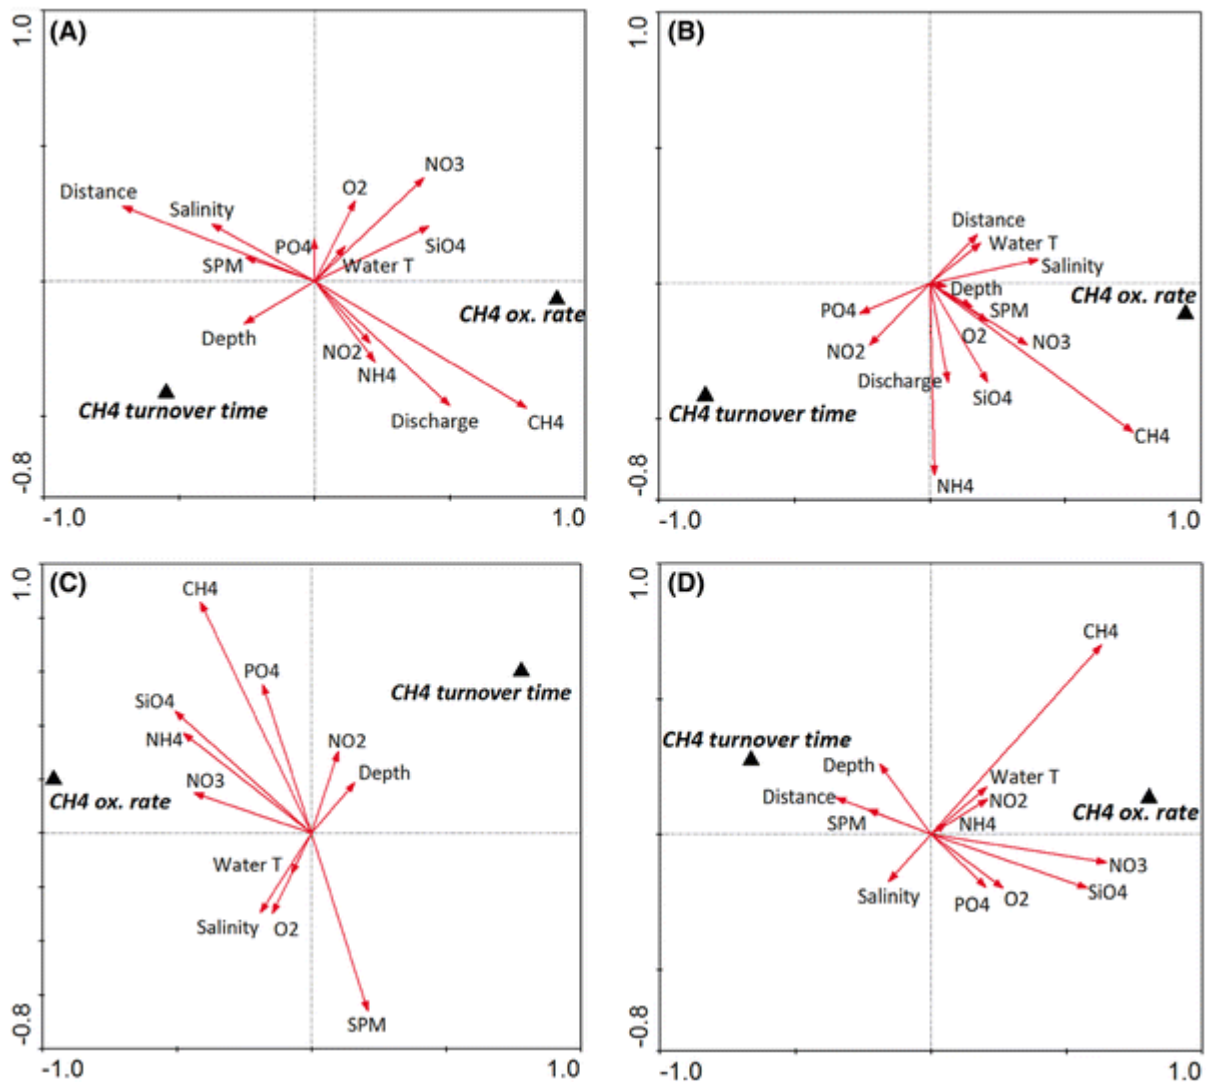 (A)
1.0
NO3
O2
Distance
Salinity
PO4
SiO4
SPM
Water T
CH4 ox. rate
Depth
NO2
NH4
CH4 turnover time
Discharge
CH4
-0.8
-1.0
1.0
(B)
1.0
Distance
Water T
Salinity
Depth
CH4 ox. rate
PO4
SPM
O2
NO3
NO2
Discharge
SiO4
CH4 turnover time
CH4
NH4
-0.8
-1.0
1.0
(C)
1.0
CH4
PO4
CH4 turnover time
SiO4
NH4
NO2
Depth
NO3
CH4 ox. rate
Water T
Salinity
O2
SPM
-0.8
-1.0
1.0
(D)
1.0
CH4
CH4 turnover time
Depth
Water T
Distance
NO2
CH4 ox. rate
SPM
NH4
NO3
Salinity
SiO4
PO4
O2
-0.8
-1.0
1.0